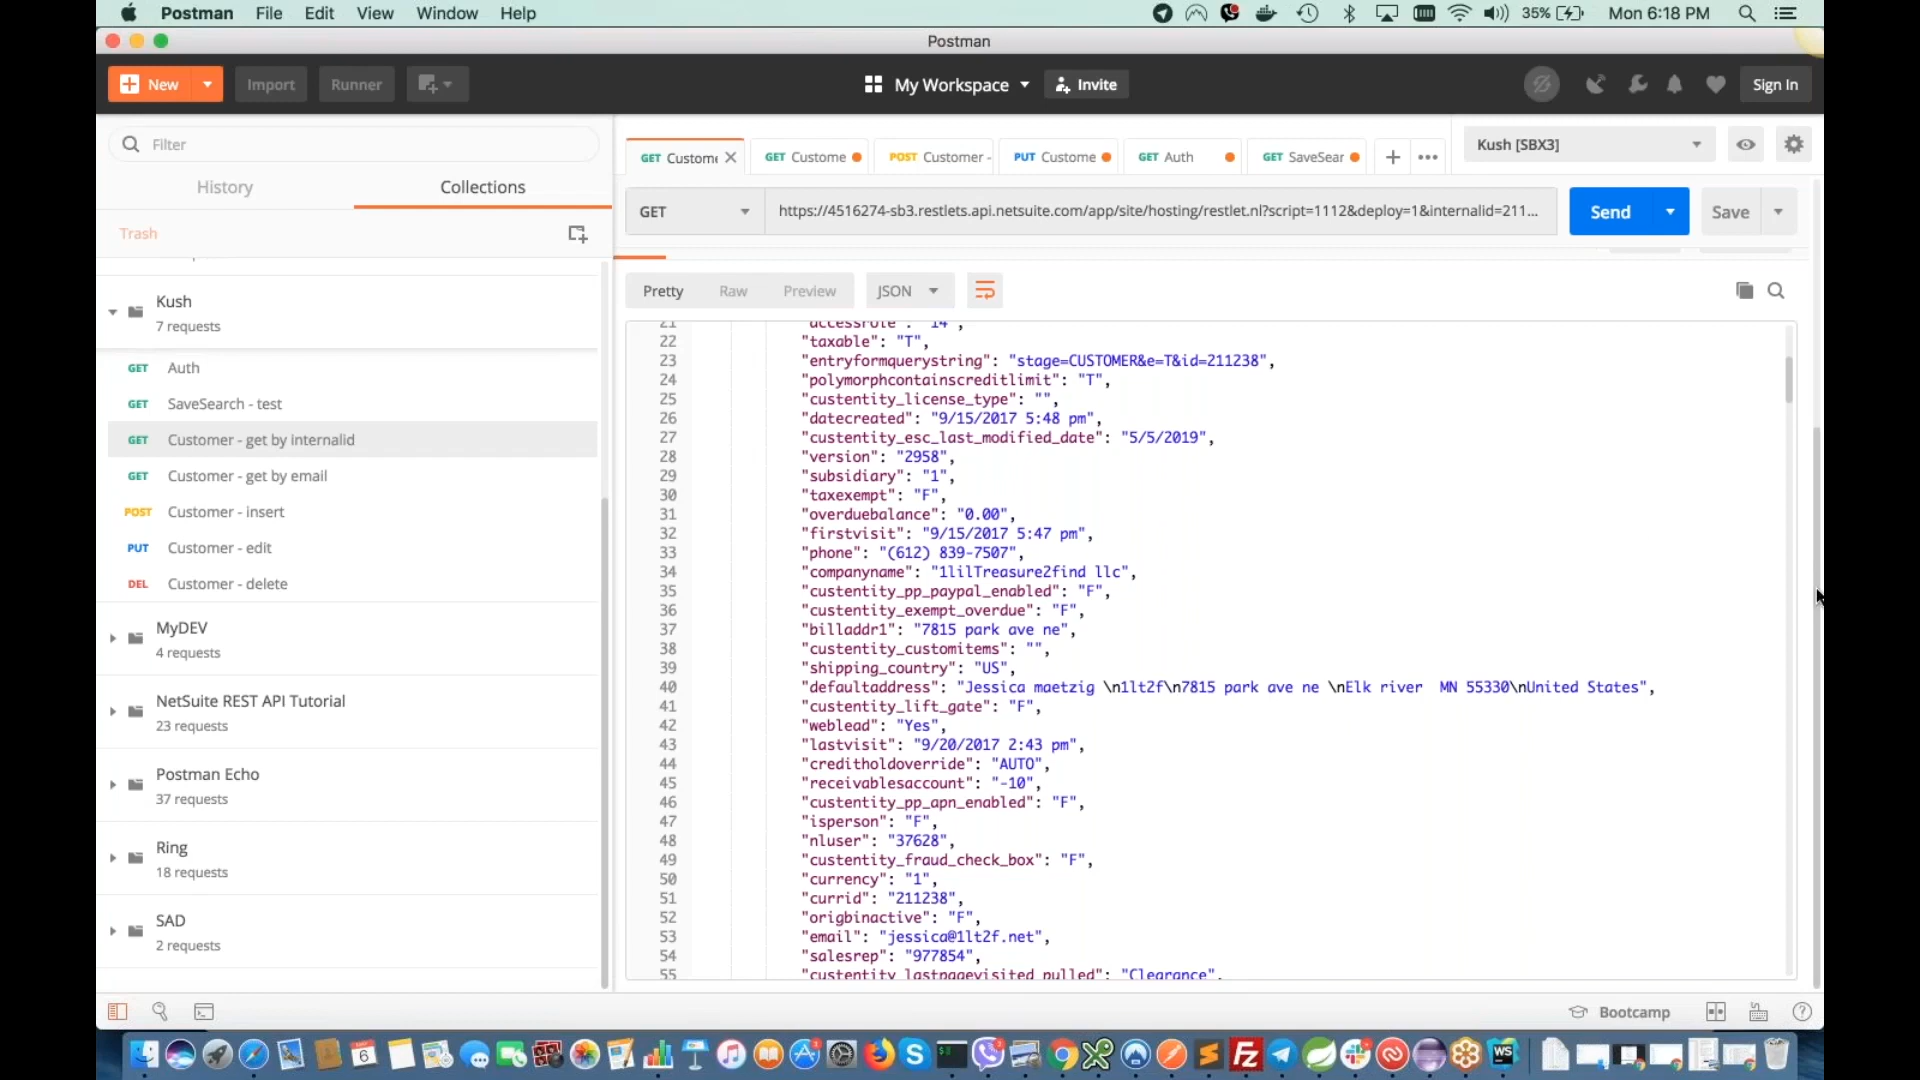 Postman File Edit View Window Help
35% Mon 6:18 PM
Postman
New Import Runner
My Workspace Invite
Sign In
Filter
History Collections
Trash
Kush
7 requests
GET Auth
GET SaveSearch - test
GET Customer - get by internalid
GET Customer - get by email
POST Customer - insert
PUT Customer - edit
DEL Customer - delete
MyDEV
4 requests
NetSuite REST API Tutorial
23 requests
Postman Echo
37 requests
Ring
18 requests
SAD
2 requests
GET Custome GET Custome POST Customer - PUT Custome GET Auth GET SaveSear
Kush [SBX3]
GET https://4516274-sb3.restlets.api.netsuite.com/app/site/hosting/restlet.nl?script=1112&deploy=1&internalid=211...
Send Save
Pretty Raw Preview JSON
21 "accessrole": "14",
22 "taxable": "T",
23 "entryformquerystring": "stage=CUSTOMER&e=T&id=211238",
24 "polymorphcontainscreditlimit": "T",
25 "custentity_license_type": "",
26 "datecreated": "9/15/2017 5:48 pm",
27 "custentity_esc_last_modified_date": "5/5/2019",
28 "version": "2958",
29 "subsidiary": "1",
30 "taxexempt": "F",
31 "overduebalance": "0.00",
32 "firstvisit": "9/15/2017 5:47 pm",
33 "phone": "(612) 839-7507",
34 "companyname": "1lilTreasure2find llc",
35 "custentity_pp_paypal_enabled": "F",
36 "custentity_exempt_overdue": "F",
37 "billaddr1": "7815 park ave ne",
38 "custentity_customitems": "",
39 "shipping_country": "US",
40 "defaultaddress": "Jessica maetzig \n1lt2f\n7815 park ave ne \nElk river  MN 55330\nUnited States",
41 "custentity_lift_gate": "F",
42 "weblead": "Yes",
43 "lastvisit": "9/20/2017 2:43 pm",
44 "creditholdoverride": "AUTO",
45 "receivablesaccount": "-10",
46 "custentity_pp_apn_enabled": "F",
47 "isperson": "F",
48 "nluser": "37628",
49 "custentity_fraud_check_box": "F",
50 "currency": "1",
51 "currid": "211238",
52 "origbinactive": "F",
53 "email": "jessica@1lt2f.net",
54 "salesrep": "977854",
55 "custentity_lastpagevisited_pulled": "Clearance",
Bootcamp